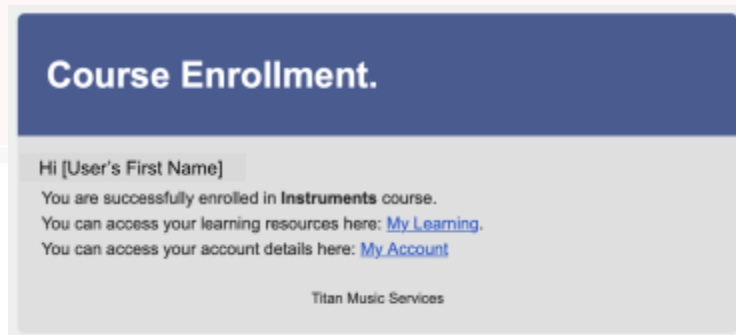 Course Enrollment.
Hi [User's First Name]
You are successfully enrolled in Instruments course.
You can access your learning resources here: My Learning.
You can access your account details here: My Account
Titan Music Services